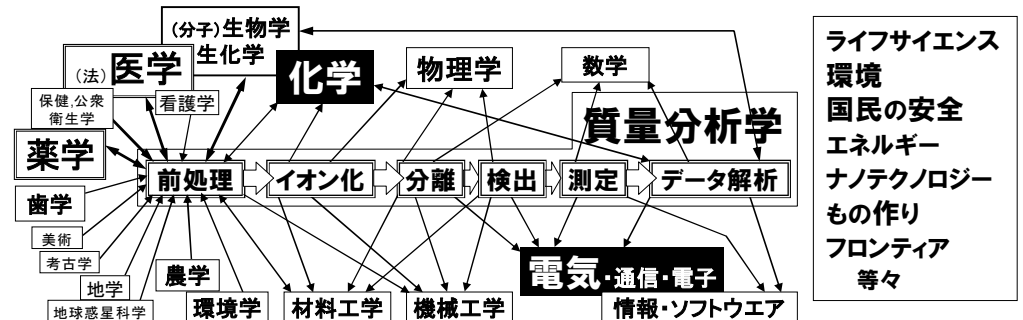 (分子)生物学
生化学
(法)医学
化学
物理学
数学
保健,公衆
衛生学
看護学
質量分析学
薬学
前処理
イオン化
分離
検出
測定
データ解析
歯学
美術
考古学
地学
地球惑星科学
農学
環境学
材料工学
機械工学
電気・通信・電子
情報・ソフトウエア
ライフサイエンス
環境
国民の安全
エネルギー
ナノテクノロジー
もの作り
フロンティア
等々